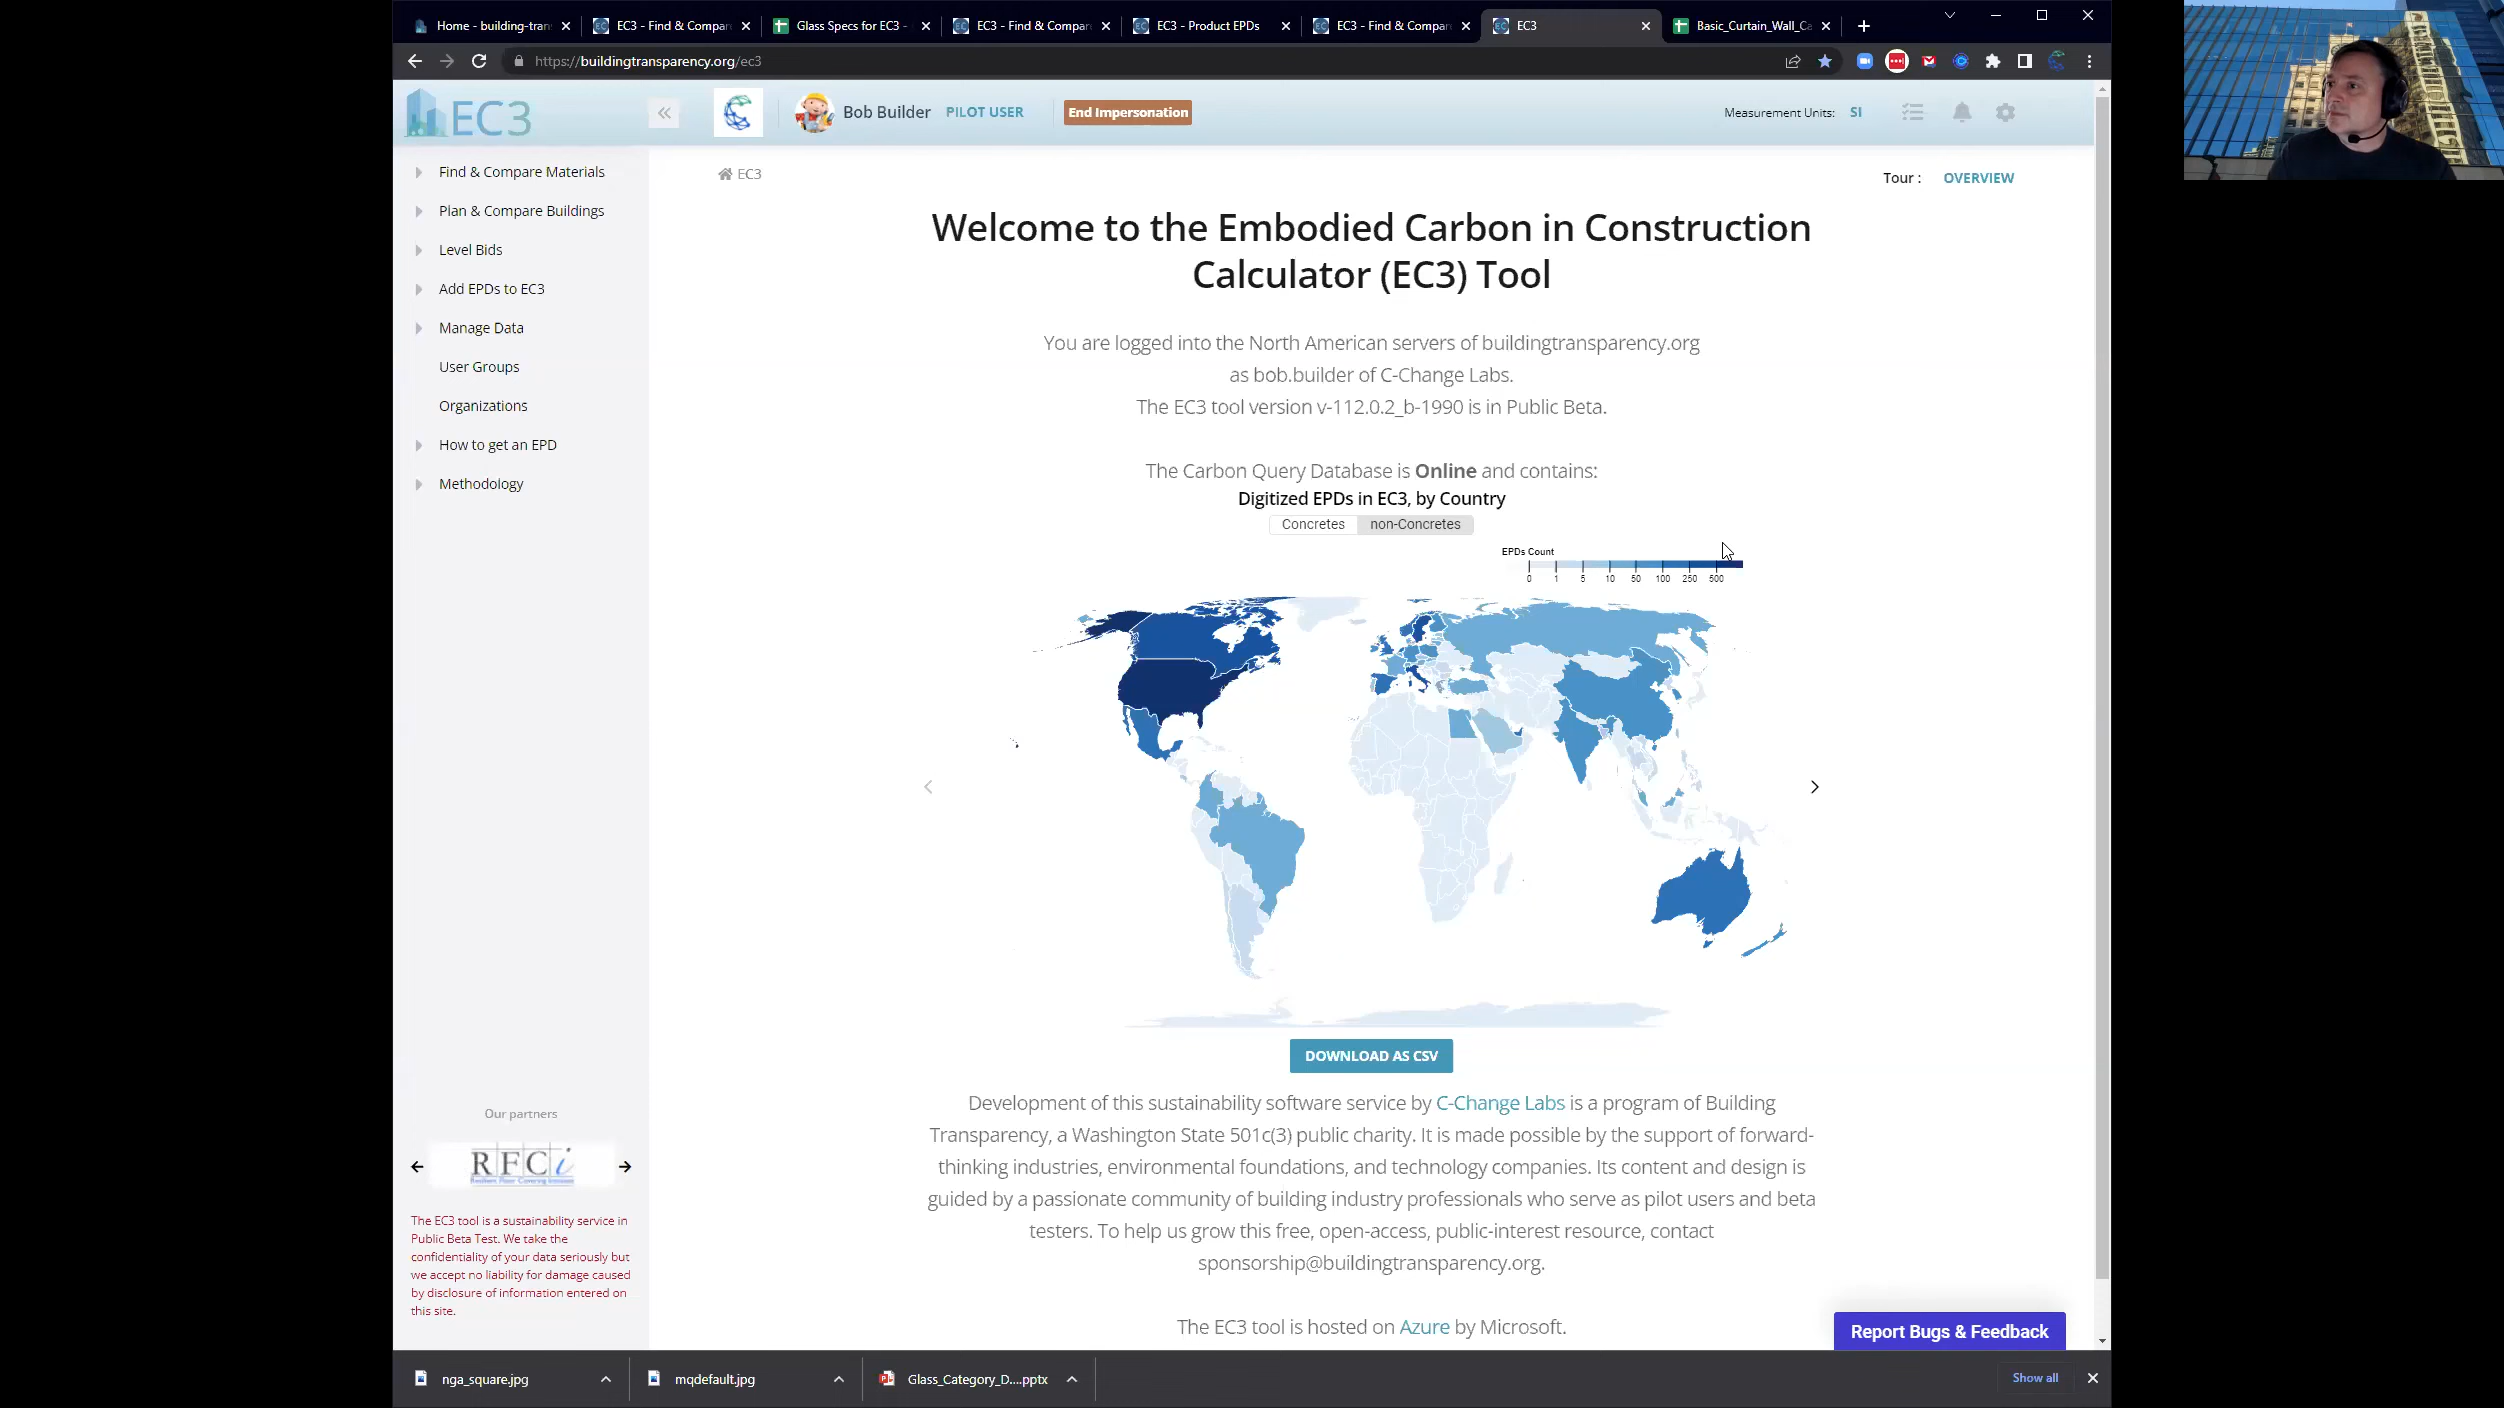 Home - building-tran
EC3 - Find & Compar
Glass Specs for EC3 -
EC3 - Find & Compar
EC3 - Product EPDs
EC3 - Find & Compar
EC3
Basic_Curtain_Wall_Ca
https://buildingtransparency.org/ec3
EC3
Bob Builder
PILOT USER
End Impersonation
Measurement Units: SI
Find & Compare Materials
Plan & Compare Buildings
Level Bids
Add EPDs to EC3
Manage Data
User Groups
Organizations
How to get an EPD
Methodology
EC3
Tour : OVERVIEW
Welcome to the Embodied Carbon in Construction
Calculator (EC3) Tool
You are logged into the North American servers of buildingtransparency.org
as bob.builder of C-Change Labs.
The EC3 tool version v-112.0.2_b-1990 is in Public Beta.
The Carbon Query Database is Online and contains:
Digitized EPDs in EC3, by Country
Concretes non-Concretes
EPDs Count
0 1 5 10 50 100 250 500
DOWNLOAD AS CSV
Development of this sustainability software service by C-Change Labs is a program of Building
Transparency, a Washington State 501c(3) public charity. It is made possible by the support of forward-
thinking industries, environmental foundations, and technology companies. Its content and design is
guided by a passionate community of building industry professionals who serve as pilot users and beta
testers. To help us grow this free, open-access, public-interest resource, contact
sponsorship@buildingtransparency.org.
The EC3 tool is hosted on Azure by Microsoft.
Our partners
RFCi
Resilient Floor Covering Institute
The EC3 tool is a sustainability service in
Public Beta Test. We take the
confidentiality of your data seriously but
we accept no liability for damage caused
by disclosure of information entered on
this site.
Report Bugs & Feedback
nga_square.jpg
mqdefault.jpg
Glass_Category_D....pptx
Show all